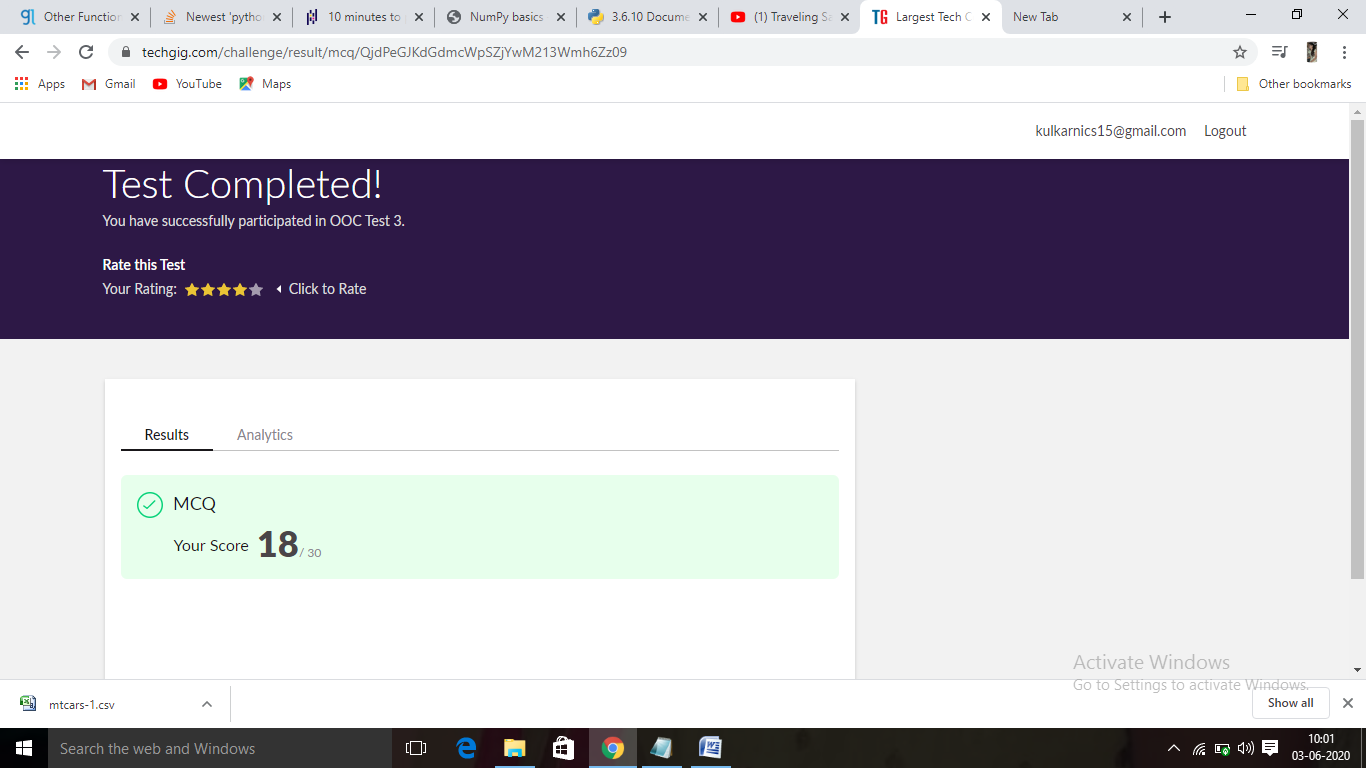 Other Function
Newest 'pytho
10 minutes to
NumPy basics
3.6.10 Docume
(1) Traveling Sa
TG Largest Tech C
New Tab
techgig.com/challenge/result/mcq/QjdPeGJKdGdmcWpSZjYwM213Wmh6Zz09
Apps
Gmail
YouTube
Maps
Other bookmarks
kulkarnics15@gmail.com Logout
Test Completed!
You have successfully participated in OOC Test 3.
Rate this Test
Your Rating: Click to Rate
Results Analytics
MCQ
Your Score 18 / 30
Activate Windows
Go to Settings to activate Windows.
mtcars-1.csv
Show all
Search the web and Windows
10:01
03-06-2020